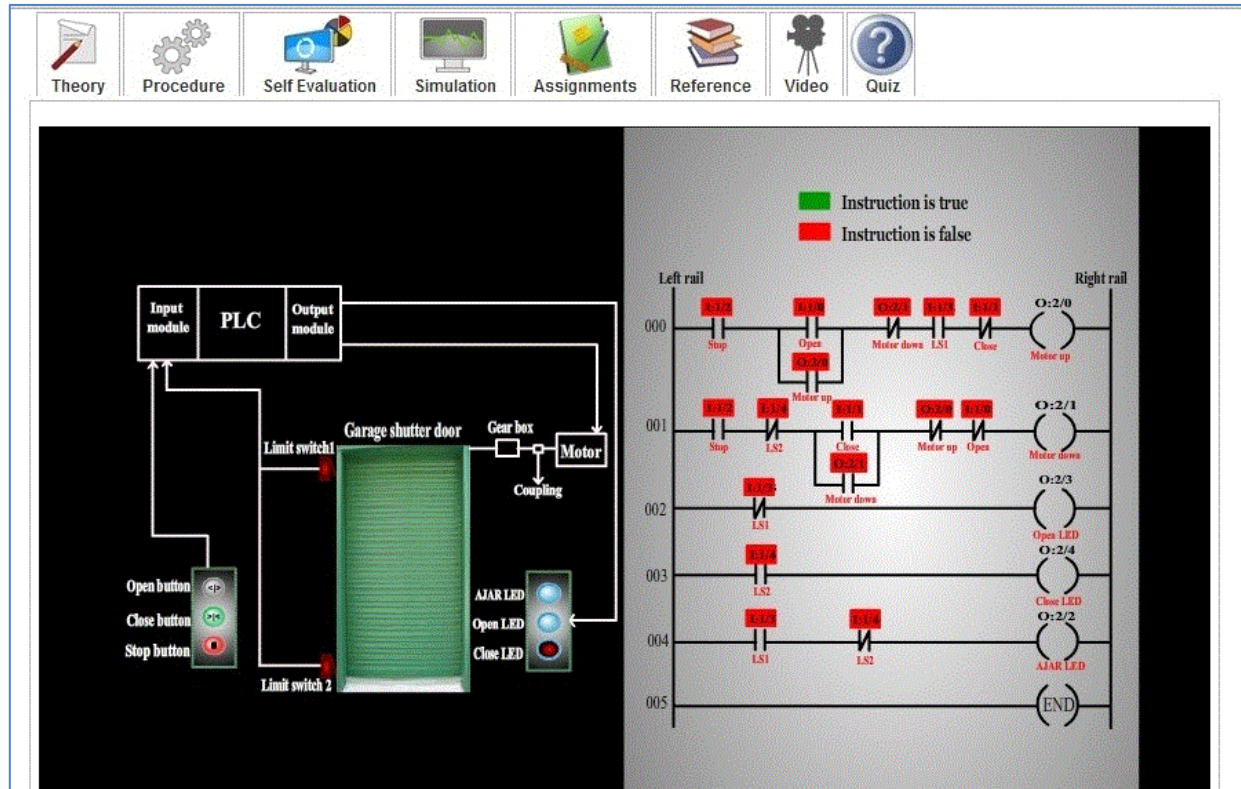 Theory
Procedure
Self Evaluation
Simulation
Assignments
Reference
Video
Quiz
Input
module
PLC
Output
module
Limit switch1
Garage shutter door
Gear box
Motor
Coupling
Open button
Close button
Stop button
AJAR LED
Open LED
Close LED
Limit switch 2
Instruction is true
Instruction is false
Left rail
Right rail
000
I:1/2
Stop
I:1/0
Open
O:2/0
Motor up
O:2/1
Motor down
I:1/3
LS1
I:1/1
Close
O:2/0
Motor up
001
I:1/2
Stop
I:1/4
LS2
I:1/1
Close
O:2/1
Motor down
O:2/0
Motor up
I:1/0
Open
O:2/1
Motor down
002
I:1/3
LS1
O:2/3
Open LED
003
I:1/4
LS2
O:2/4
Close LED
004
I:1/3
LS1
I:1/4
LS2
O:2/2
AJAR LED
005
END